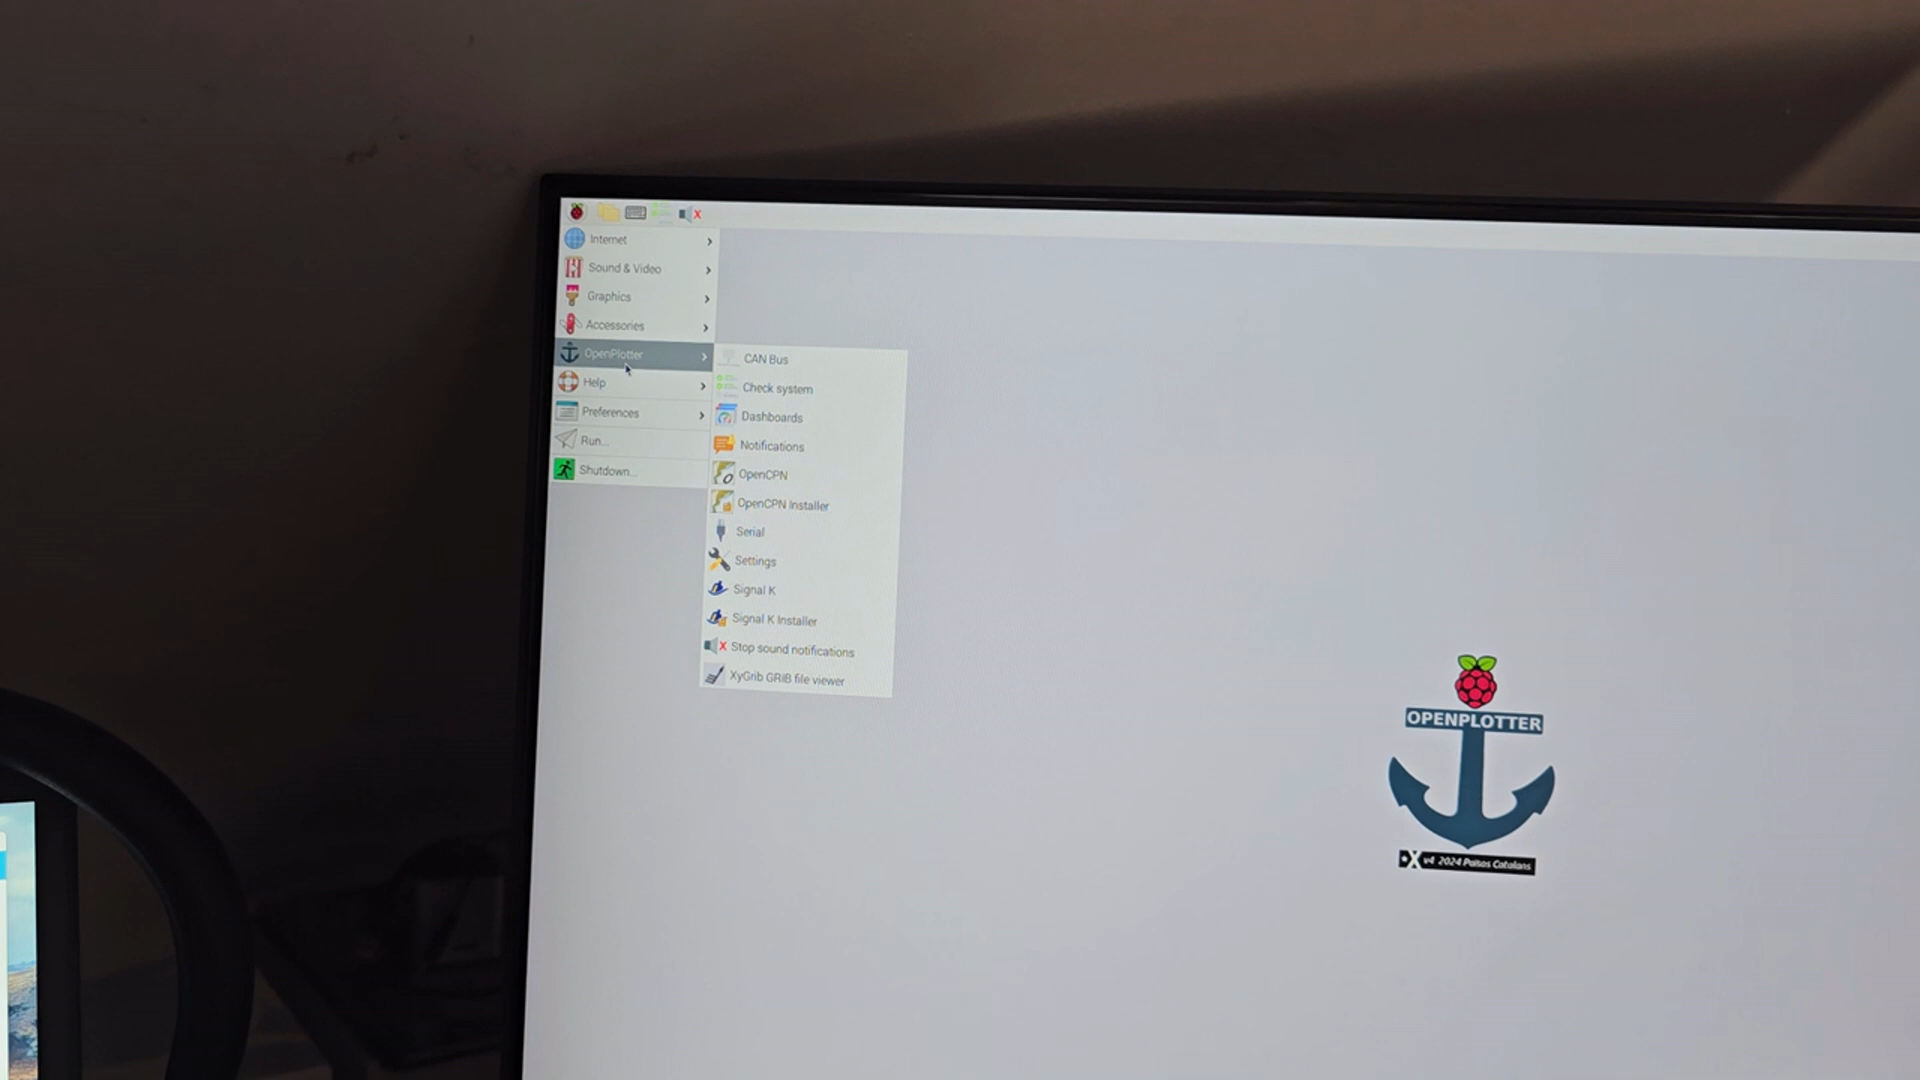 Internet
Sound & Video
Graphics
Accessories
OpenPlotter
Help
Preferences
Run...
Shutdown...
CAN Bus
Check system
Dashboards
Notifications
OpenCPN
OpenCPN Installer
Serial
Settings
Signal K
Signal K Installer
Stop sound notifications
XyGrib GRIB file viewer
OPENPLOTTER
v4 2024 Països Catalans